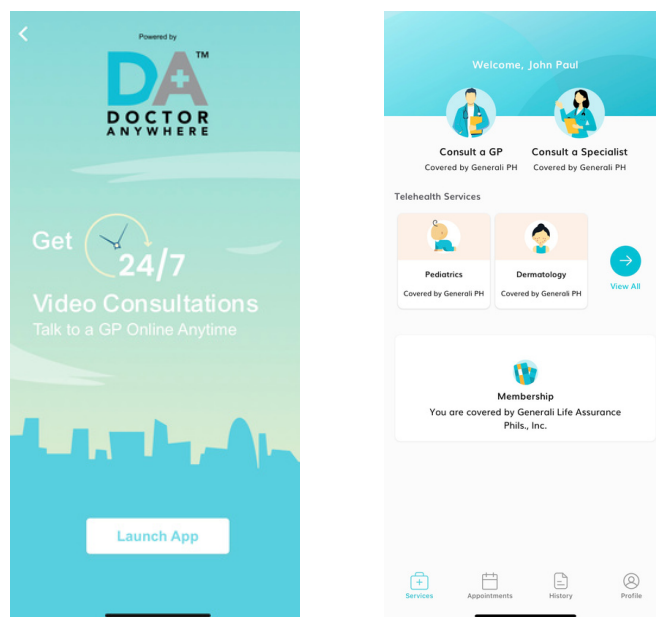 Powered by
DA™
DOCTOR
ANYWHERE
Get 24/7
Video Consultations
Talk to a GP Online Anytime
Launch App
Welcome, John Paul
Consult a GP
Covered by Generali PH
Consult a Specialist
Covered by Generali PH
Telehealth Services
Pediatrics
Covered by Generali PH
Dermatology
Covered by Generali PH
View All
Membership
You are covered by Generali Life Assurance
Phils., Inc.
Services
Appointments
History
Profile